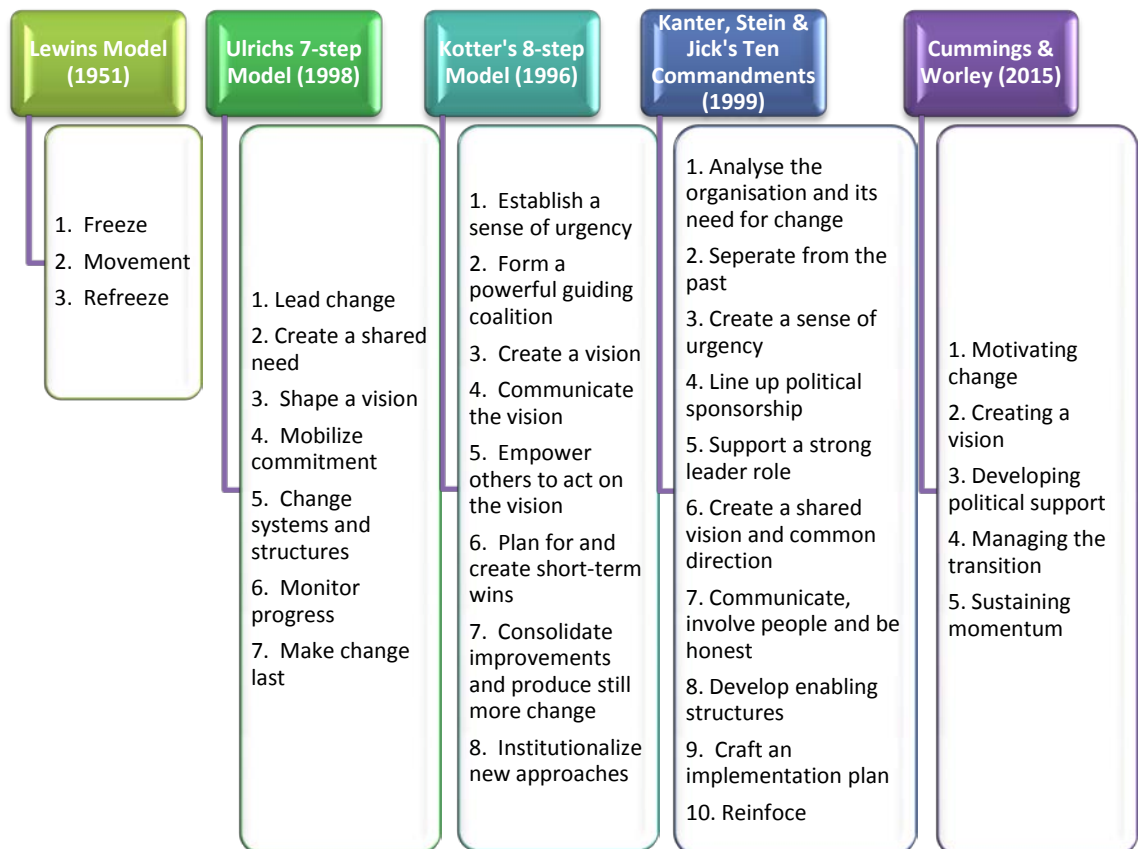 Lewins Model
(1951)
1. Freeze
2. Movement
3. Refreeze
Ulrichs 7-step
Model (1998)
1. Lead change
2. Create a shared
need
3. Shape a vision
4. Mobilize
commitment
5. Change
systems and
structures
6. Monitor
progress
7. Make change
last
Kotter's 8-step
Model (1996)
1. Establish a
sense of urgency
2. Form a
powerful guiding
coalition
3. Create a vision
4. Communicate
the vision
5. Empower
others to act on
the vision
6. Plan for and
create short-term
wins
7. Consolidate
improvements
and produce still
more change
8. Institutionalize
new approaches
Kanter, Stein &
Jick's Ten
Commandments
(1999)
1. Analyse the
organisation and its
need for change
2. Seperate from the
past
3. Create a sense of
urgency
4. Line up political
sponsorship
5. Support a strong
leader role
6. Create a shared
vision and common
direction
7. Communicate,
involve people and be
honest
8. Develop enabling
structures
9. Craft an
implementation plan
10. Reinfoce
Cummings &
Worley (2015)
1. Motivating
change
2. Creating a
vision
3. Developing
political support
4. Managing the
transition
5. Sustaining
momentum